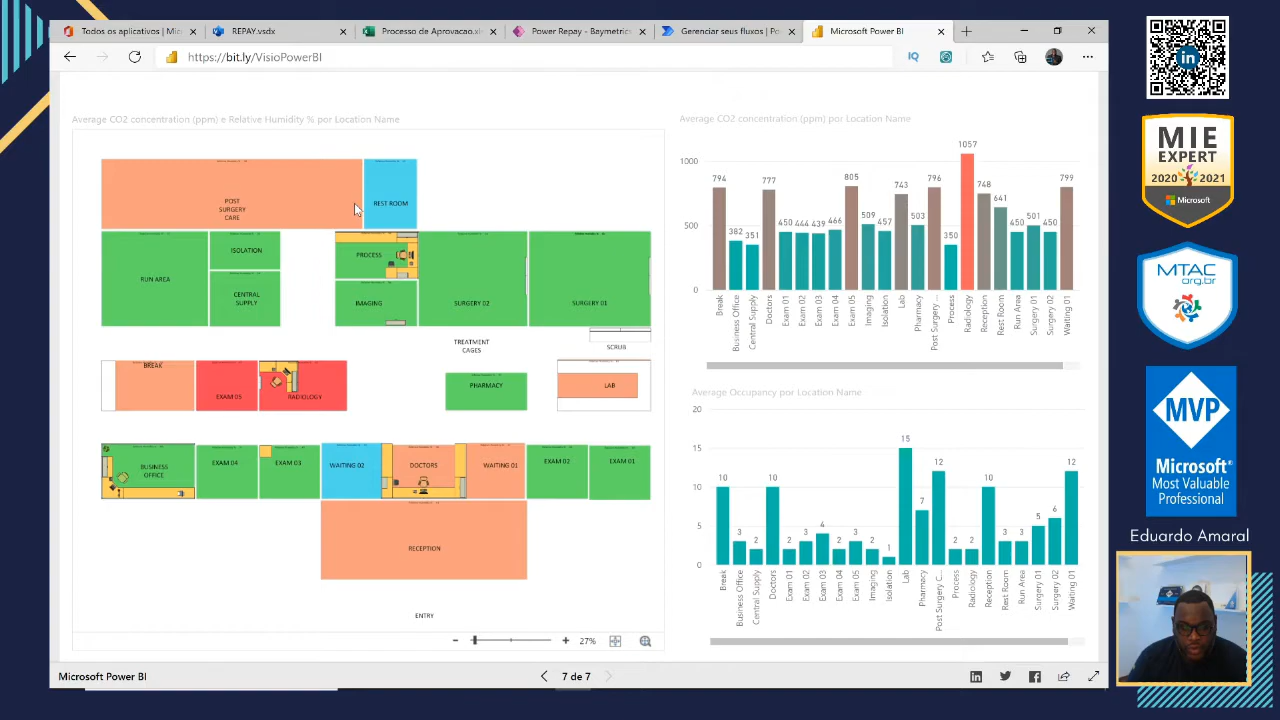 Todos os aplicativos | Mic
REPAY.vsdx
Processo de Aprovacao.xls
Power Repay - Baymetrics
Gerenciar seus fluxos | Po
Microsoft Power BI
https://bit.ly/VisioPowerBI
IQ
Average CO2 concentration (ppm) e Relative Humidity % por Location Name
POST
SURGERY
CARE
REST ROOM
RUN AREA
ISOLATION
CENTRAL
SUPPLY
PROCESS
IMAGING
SURGERY 02
SURGERY 01
TREATMENT
CAGES
SCRUB
BREAK
EXAM 05
RADIOLOGY
PHARMACY
LAB
BUSINESS
OFFICE
EXAM 04
EXAM 03
WAITING 02
DOCTORS
WAITING 01
EXAM 02
EXAM 01
RECEPTION
ENTRY
27%
Average CO2 concentration (ppm) por Location Name
1000
500
0
794 382 351 777 450 444 439 466 805 509 457 743 503 796 350 1057 748 641 450 501 450 799
Break
Business Office
Central Supply
Doctors
Exam 01
Exam 02
Exam 03
Exam 04
Exam 05
Imaging
Isolation
Lab
Pharmacy
Post Surgery ...
Process
Radiology
Reception
Rest Room
Run Area
Surgery 01
Surgery 02
Waiting 01
Average Occupancy por Location Name
20
15
10
5
0
10 3 2 10 2 3 4 2 3 2 1 15 7 12 2 2 10 3 3 5 6 12
Break
Business Office
Central Supply
Doctors
Exam 01
Exam 02
Exam 03
Exam 04
Exam 05
Imaging
Isolation
Lab
Pharmacy
Post Surgery C...
Process
Radiology
Reception
Rest Room
Run Area
Surgery 01
Surgery 02
Waiting 01
Microsoft Power BI
7 de 7
in
MIE
EXPERT
2020 2021
Microsoft
MTAC
org.br
MVP
Microsoft®
Most Valuable
Professional
Eduardo Amaral